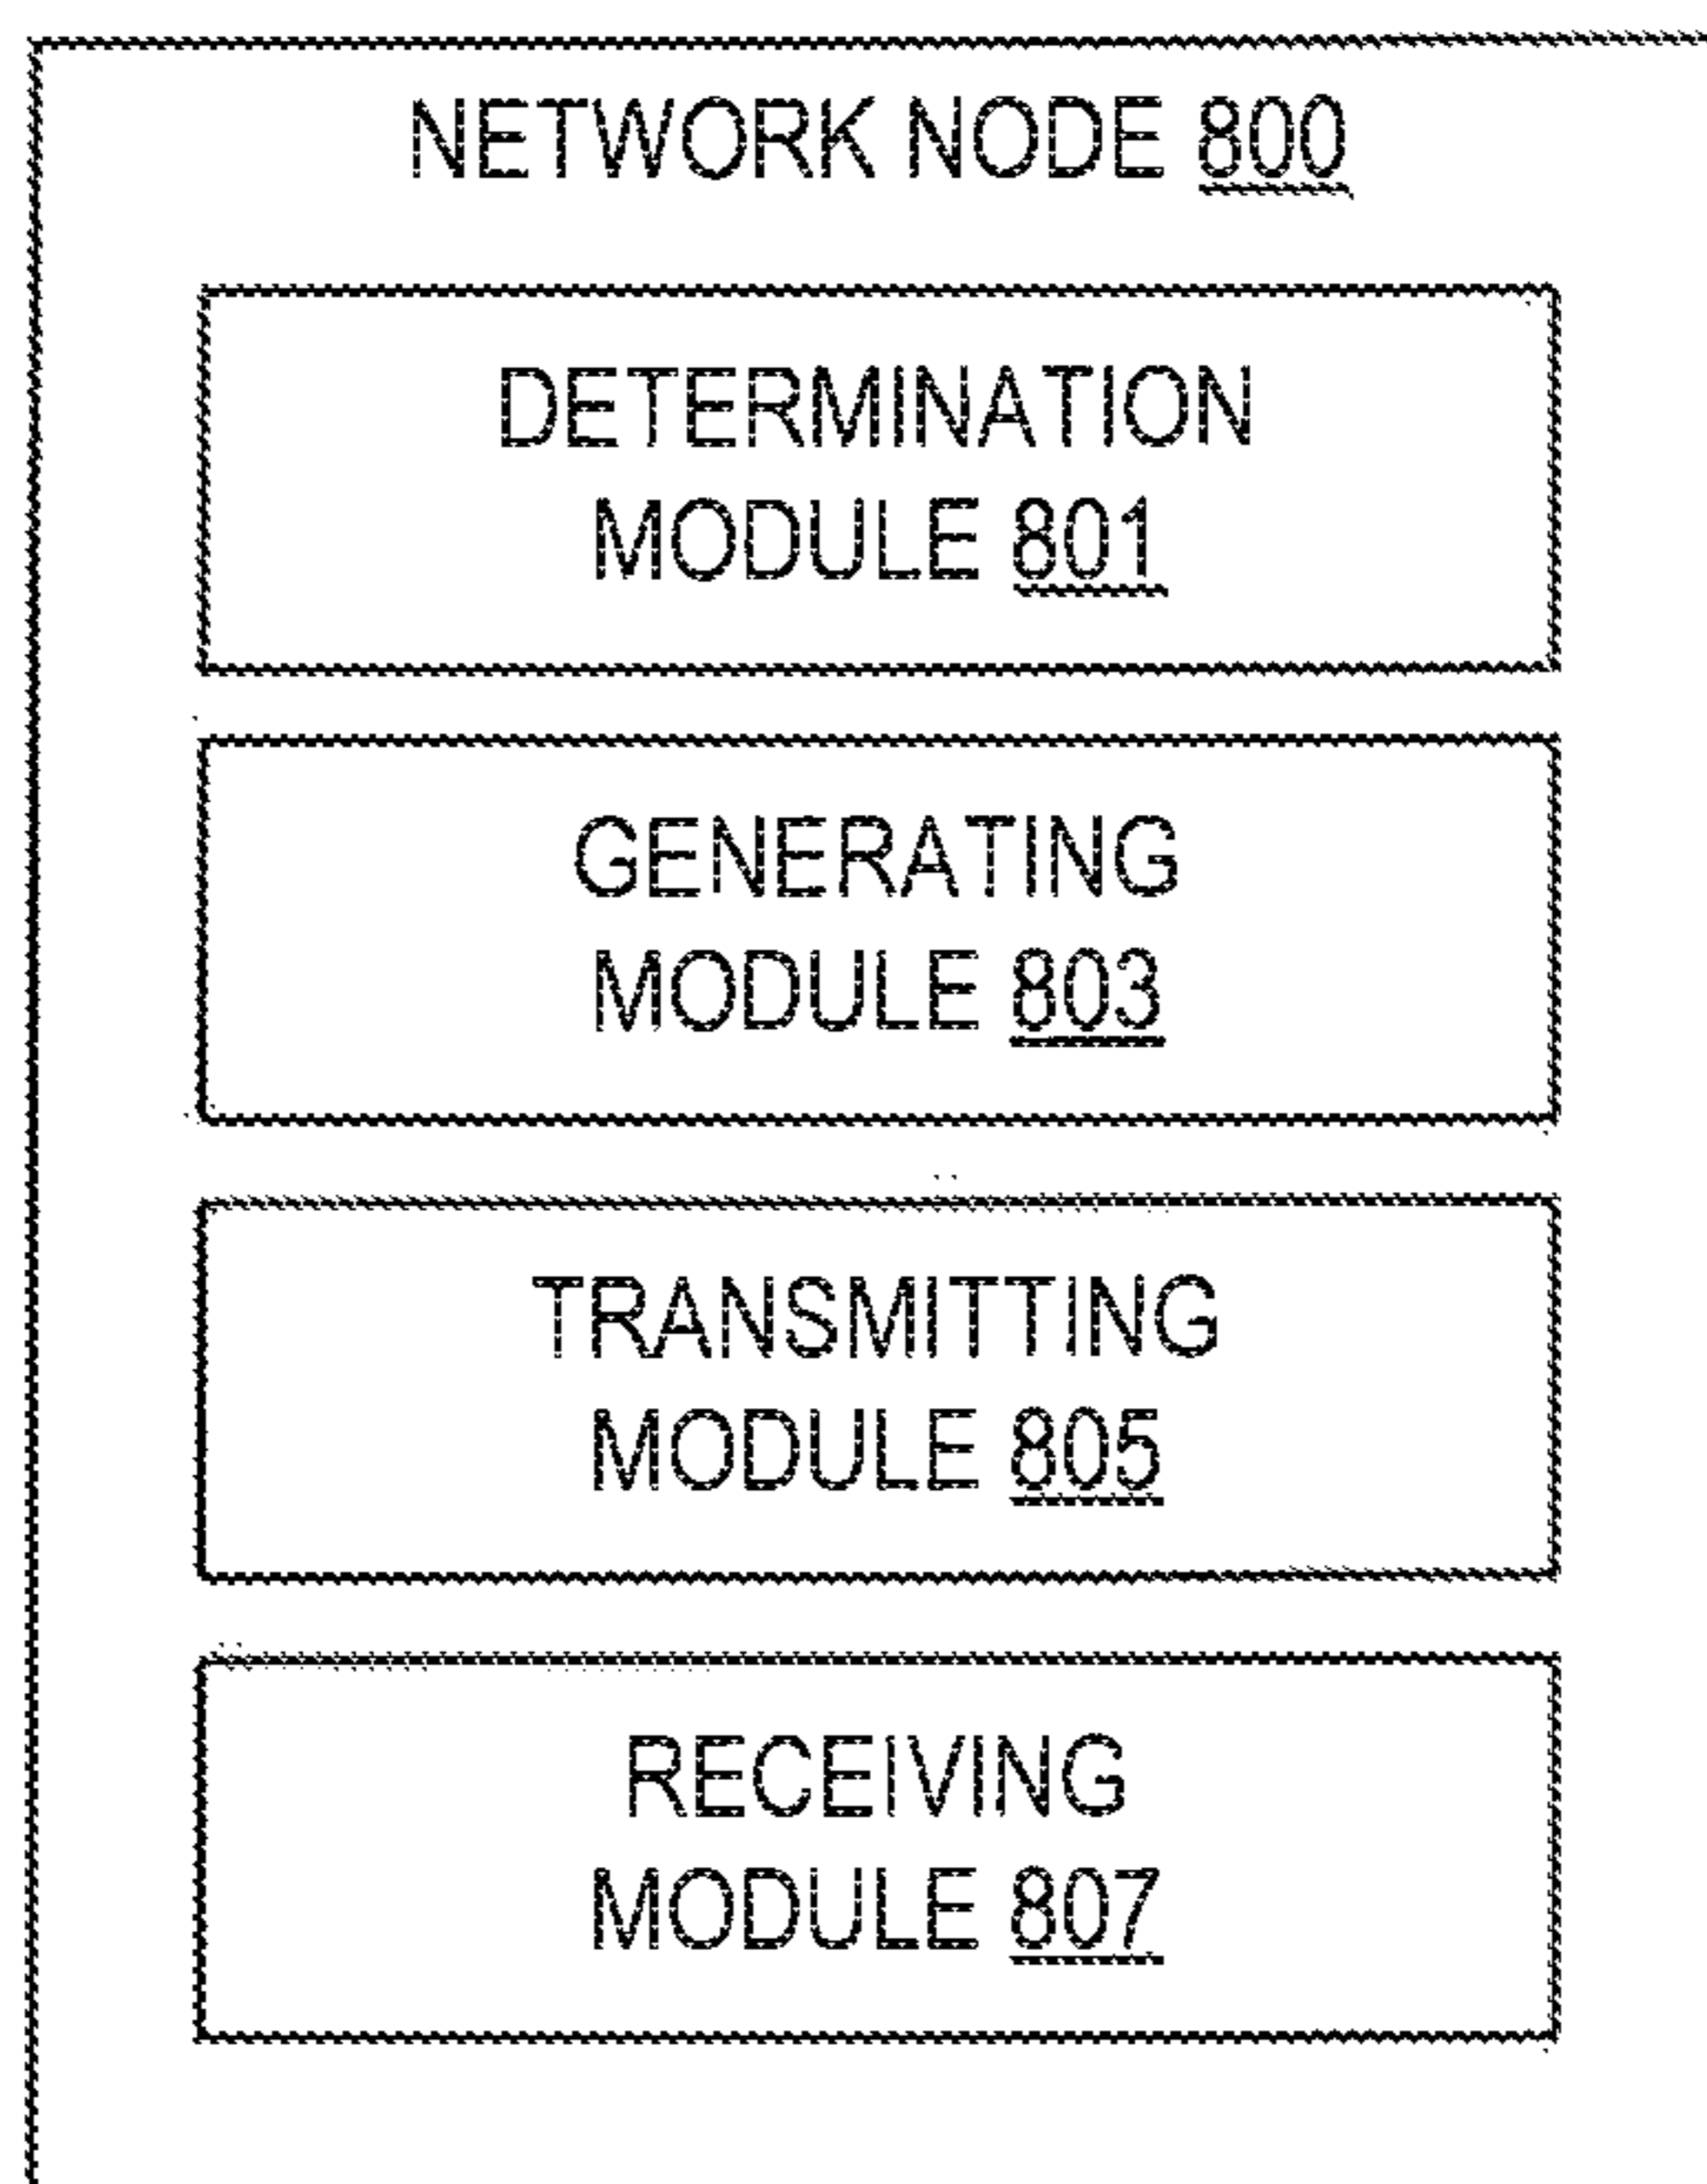 NETWORK NODE 800
DETERMINATION
MODULE 801
GENERATING
MODULE 803
TRANSMITTING
MODULE 805
RECEIVING
MODULE 807